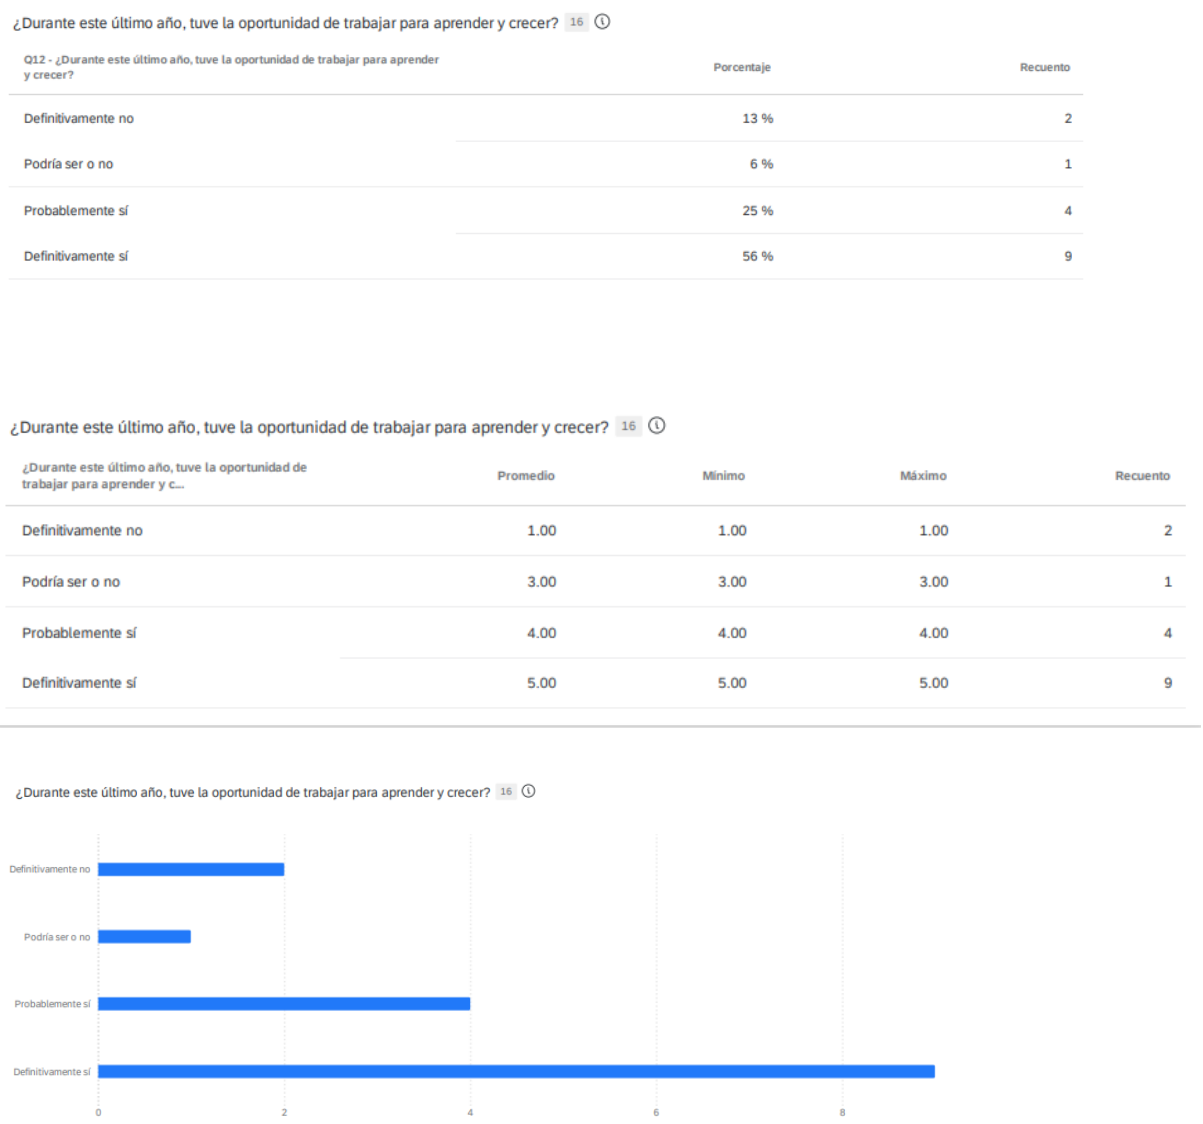 ¿Durante este último año, tuve la oportunidad de trabajar para aprender y crecer? 16
Q12 - ¿Durante este último año, tuve la oportunidad de trabajar para aprender
y crecer? Porcentaje Recuento
Definitivamente no 13 % 2
Podría ser o no 6 % 1
Probablemente sí 25 % 4
Definitivamente sí 56 % 9
¿Durante este último año, tuve la oportunidad de trabajar para aprender y crecer? 16
¿Durante este último año, tuve la oportunidad de
trabajar para aprender y c... Promedio Mínimo Máximo Recuento
Definitivamente no 1.00 1.00 1.00 2
Podría ser o no 3.00 3.00 3.00 1
Probablemente sí 4.00 4.00 4.00 4
Definitivamente sí 5.00 5.00 5.00 9
¿Durante este último año, tuve la oportunidad de trabajar para aprender y crecer? 16
Definitivamente no
Podría ser o no
Probablemente sí
Definitivamente sí
0 2 4 6 8